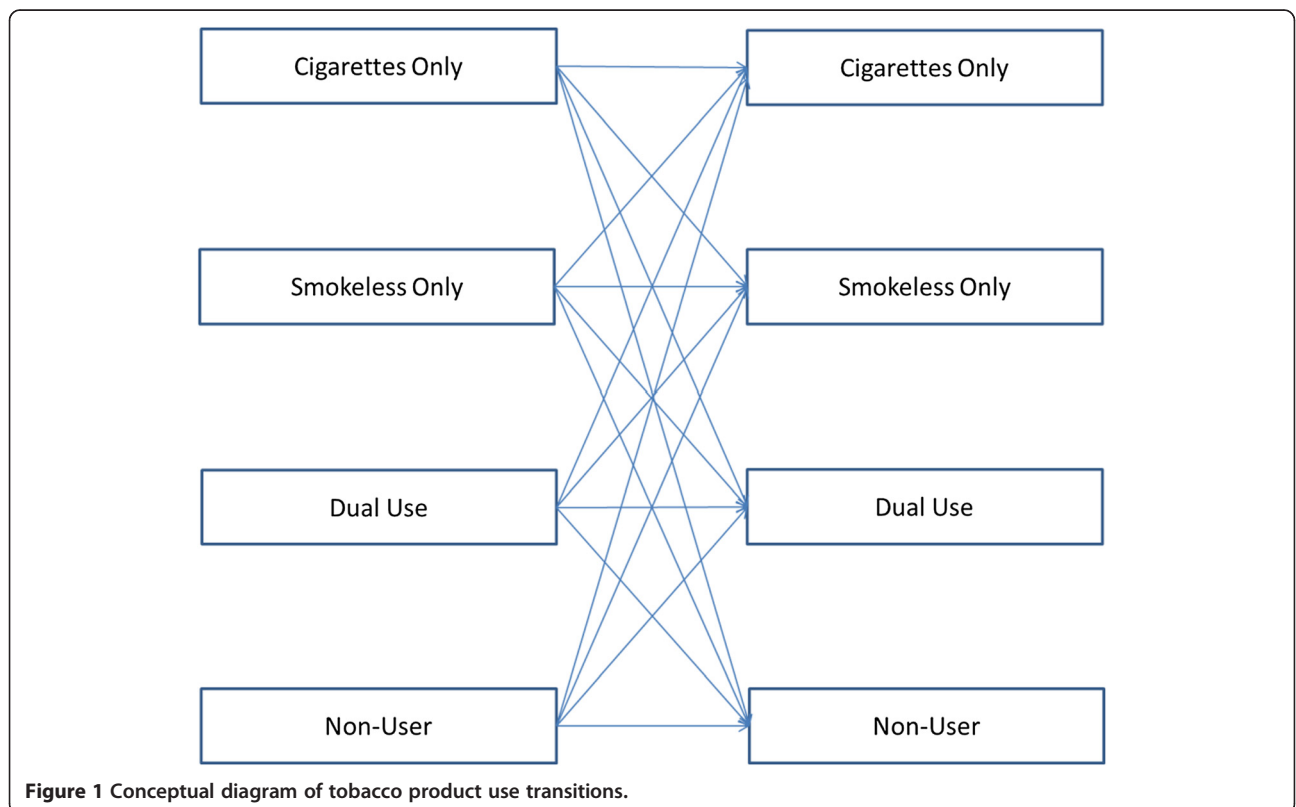 Cigarettes Only
Cigarettes Only
Smokeless Only
Smokeless Only
Dual Use
Dual Use
Non-User
Non-User
Figure 1 Conceptual diagram of tobacco product use transitions.